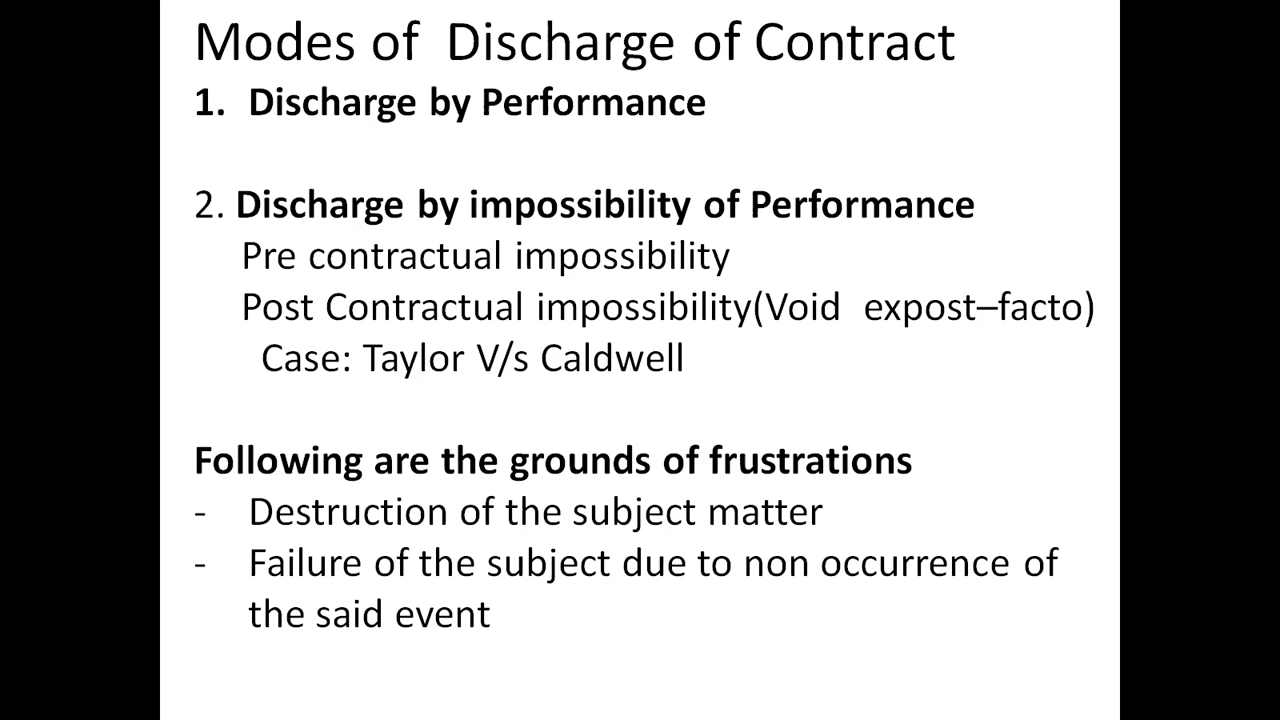 Modes of Discharge of Contract
1. Discharge by Performance
2. Discharge by impossibility of Performance
Pre contractual impossibility
Post Contractual impossibility(Void expost–facto)
Case: Taylor V/s Caldwell
Following are the grounds of frustrations
- Destruction of the subject matter
- Failure of the subject due to non occurrence of
the said event